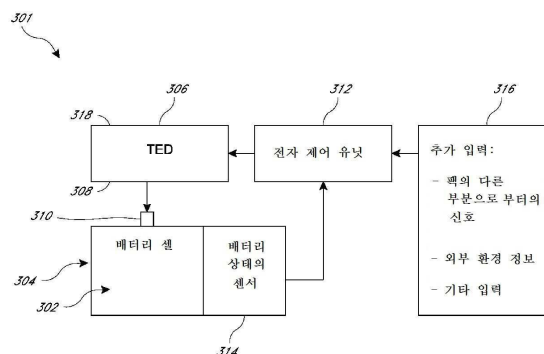 301
306
318
TED
308
310
312
전자 제어 유닛
316
추가 입력:
- 팩의 다른
부분으로 부터의
신호
- 외부 환경 정보
- 기타 입력
배터리 셀
배터리
상태의
센서
304
302
314